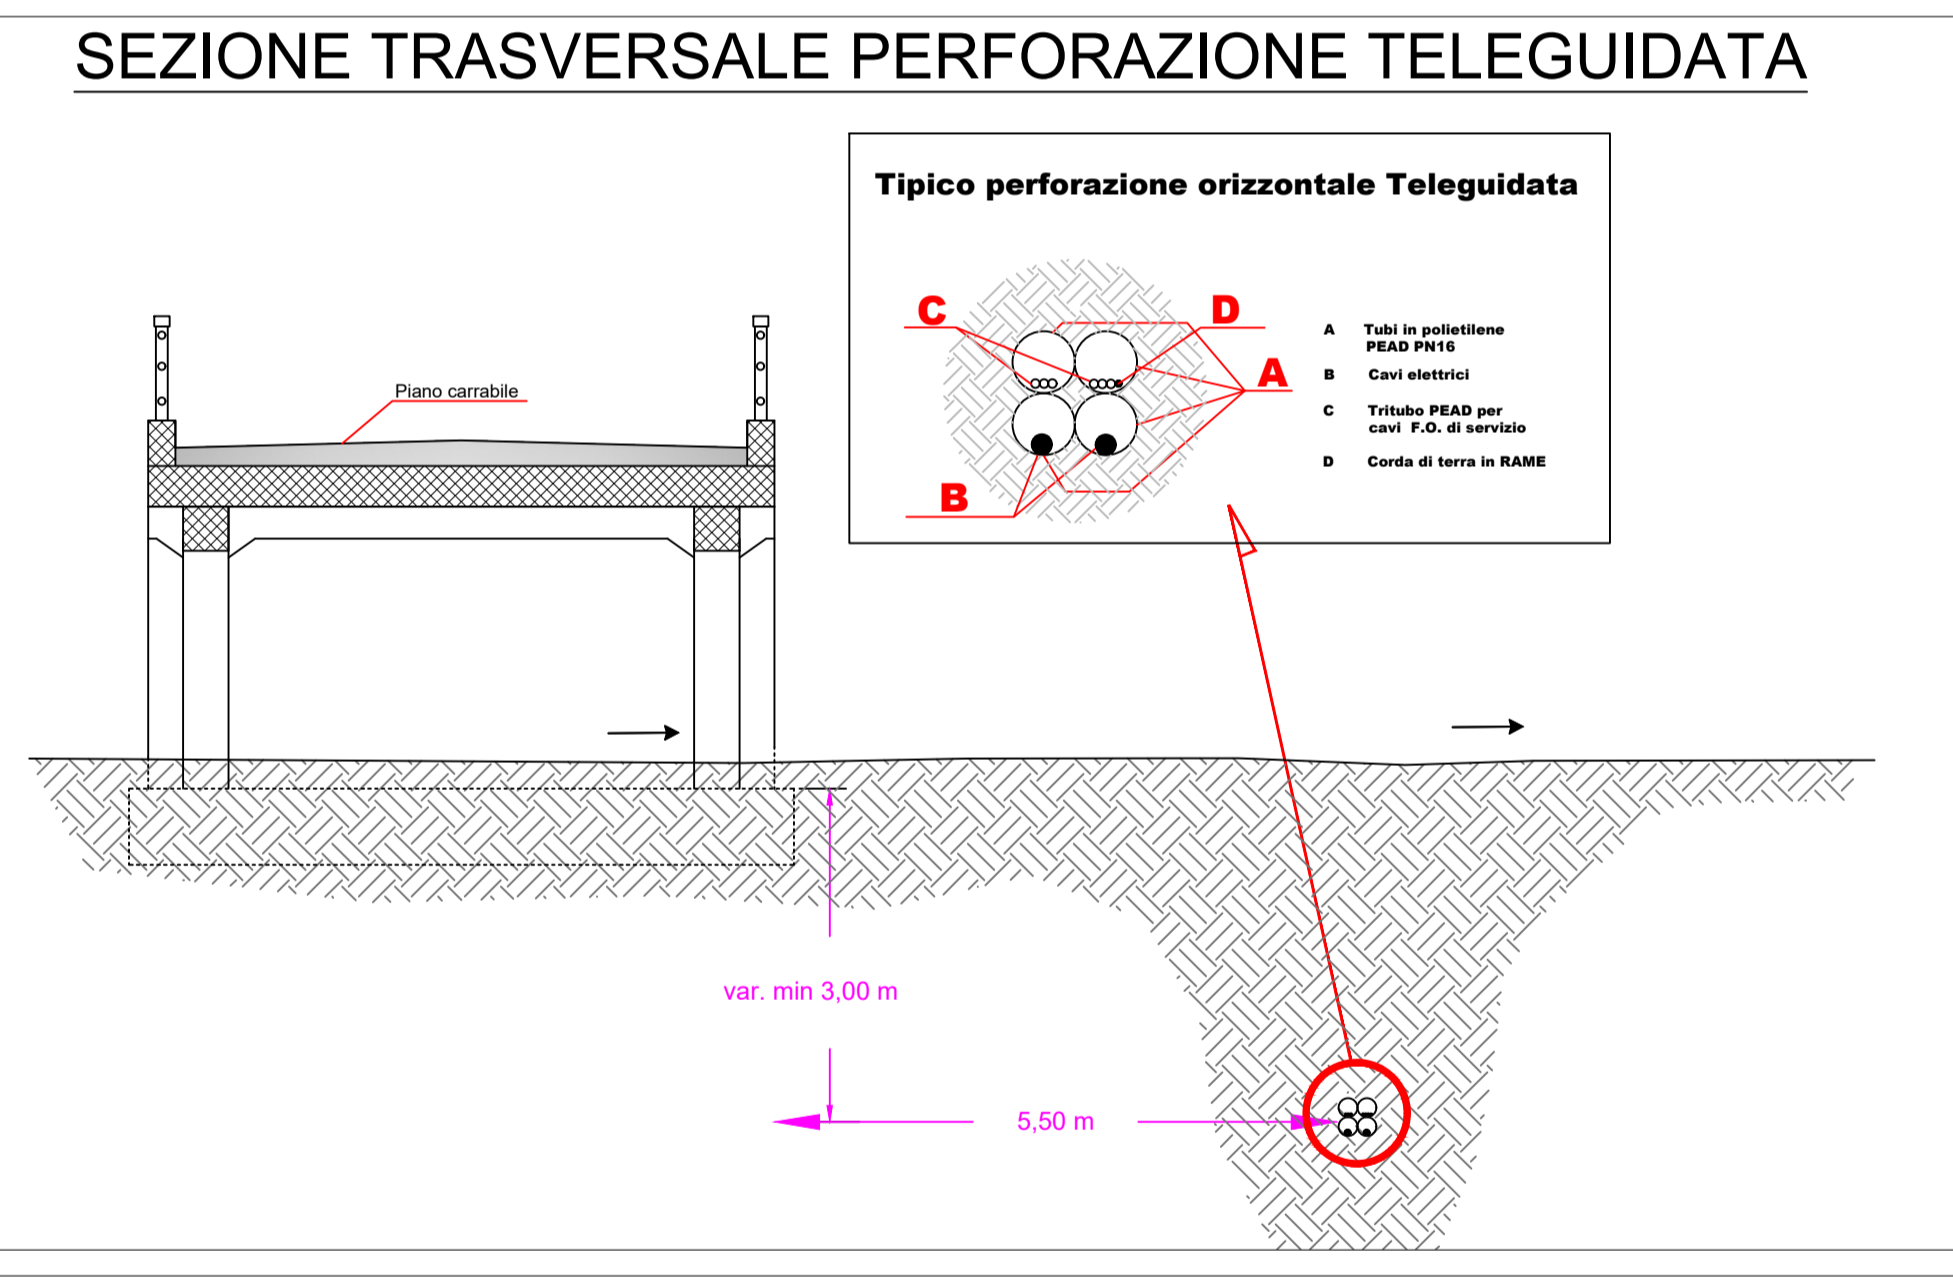 SEZIONE TRASVERSALE PERFORAZIONE TELEGUIDATA
Tipico perforazione orizzontale Teleguidata
C
D
A
B
A Tubi in polietilene
PEAD PN16
B Cavi elettrici
C Tritubo PEAD per
cavi F.O. di servizio
D Corda di terra in RAME
Piano carrabile
var. min 3,00 m
5,50 m